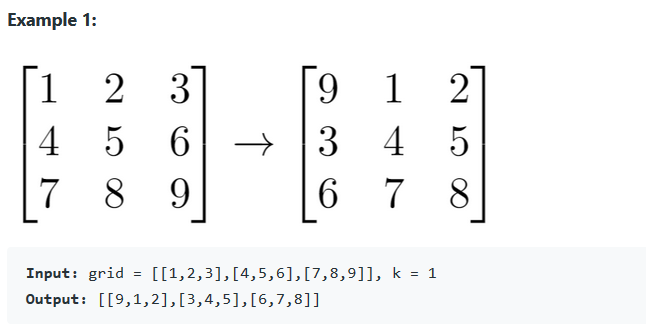 Example 1:
1 2 3 9 1 2
4 5 6 → 3 4 5
7 8 9 6 7 8
Input: grid = [[1,2,3],[4,5,6],[7,8,9]], k = 1
Output: [[9,1,2],[3,4,5],[6,7,8]]